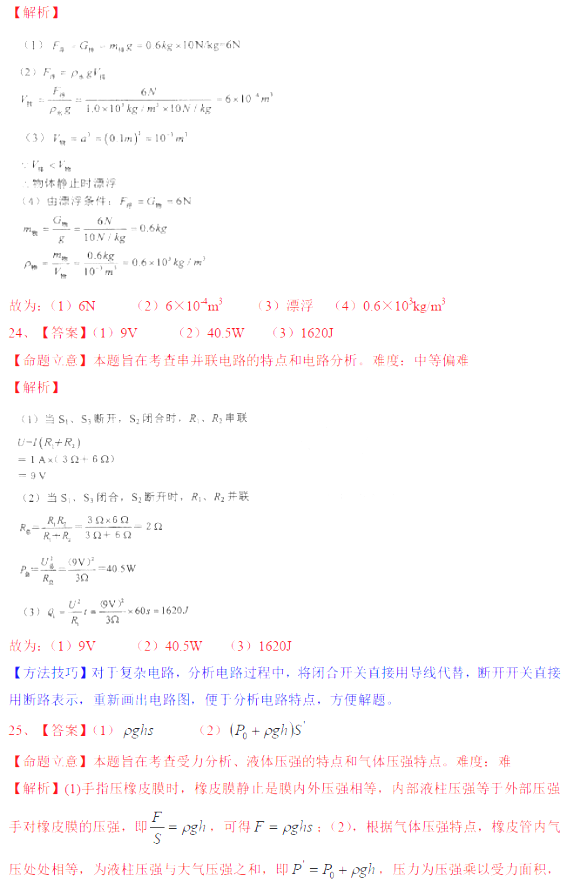 【解析】
(1) F浮=G物=m物g=0.6kg×10N/kg=6N
(2) F浮=ρ水gV排
V排=F浮/ρ水g=6N/1.0×10³kg/m³×10N/kg=6×10⁻⁴m³
(3) V物=a³=(0.1m)³=10⁻³m³
∵V排<V物
∴物体静止时漂浮
(4) 由漂浮条件：F浮=G物=6N
m物=G物/g=6N/10N/kg=0.6kg
ρ物=m物/V物=0.6kg/10⁻³m³=0.6×10³kg/m³
故为：（1）6N （2）6×10⁻⁴m³ （3）漂浮 （4）0.6×10³kg/m³
24、【答案】（1）9V （2）40.5W （3）1620J
【命题立意】本题旨在考查串并联电路的特点和电路分析。难度：中等偏难
【解析】
(1) 当S₁、S₃断开，S₂闭合时，R₁、R₂串联
U=I(R₁+R₂)
=1A×(3Ω+6Ω)
=9V
(2) 当S₁、S₃闭合，S₂断开时，R₁、R₂并联
R总=R₁R₂/R₁+R₂=3Ω×6Ω/3Ω+6Ω=2Ω
P总=U²总/R总=(9V)²/3Ω=40.5W
(3) Q₁=U²/R₁t=(9V)²/3Ω×60s=1620J
故为：（1）9V （2）40.5W （3）1620J
【方法技巧】对于复杂电路，分析电路过程中，将闭合开关直接用导线代替，断开开关直接
用断路表示，重新画出电路图，便于分析电路特点，方便解题。
25、【答案】（1）ρghs （2）(P₀+ρgh)S'
【命题立意】本题旨在考查受力分析、液体压强的特点和气体压强特点。难度：难
【解析】(1)手指压橡皮膜时，橡皮膜静止是膜内外压强相等，内部液柱压强等于外部压强
手对橡皮膜的压强，即F/S=ρgh，可得F=ρghs；（2），根据气体压强特点，橡皮管内气
压处处相等，为液柱压强与大气压强之和，即P'=P₀+ρgh，压力为压强乘以受力面积，